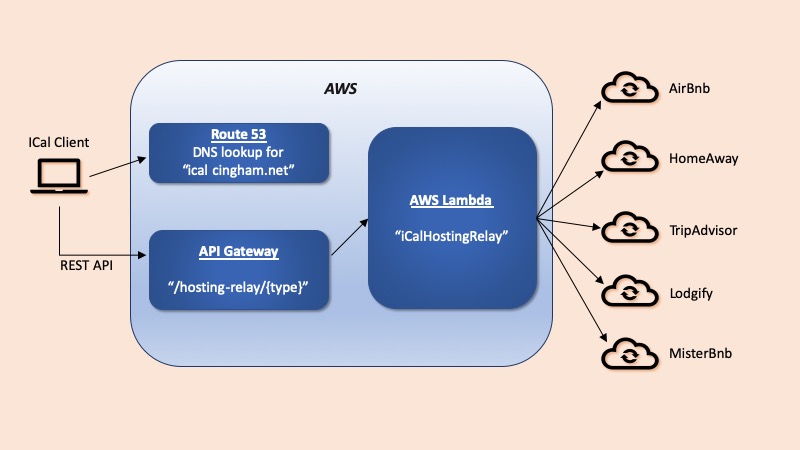 AWS
ICal Client
Route 53
DNS lookup for
“ical cingham.net”
REST API
API Gateway
“/hosting-relay/{type}”
AWS Lambda
“iCalHostingRelay”
AirBnb
HomeAway
TripAdvisor
Lodgify
MisterBnb